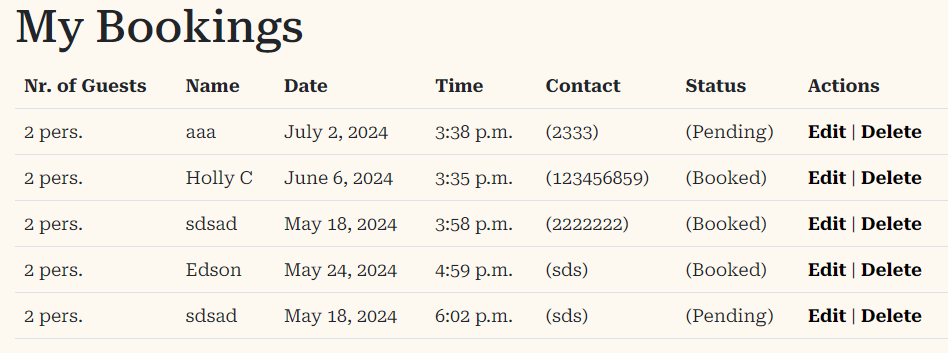 My Bookings
Nr. of Guests Name Date Time Contact Status Actions
2 pers. aaa July 2, 2024 3:38 p.m. (2333) (Pending) Edit | Delete
2 pers. Holly C June 6, 2024 3:35 p.m. (123456859) (Booked) Edit | Delete
2 pers. sdsad May 18, 2024 3:58 p.m. (2222222) (Booked) Edit | Delete
2 pers. Edson May 24, 2024 4:59 p.m. (sds) (Booked) Edit | Delete
2 pers. sdsad May 18, 2024 6:02 p.m. (sds) (Pending) Edit | Delete